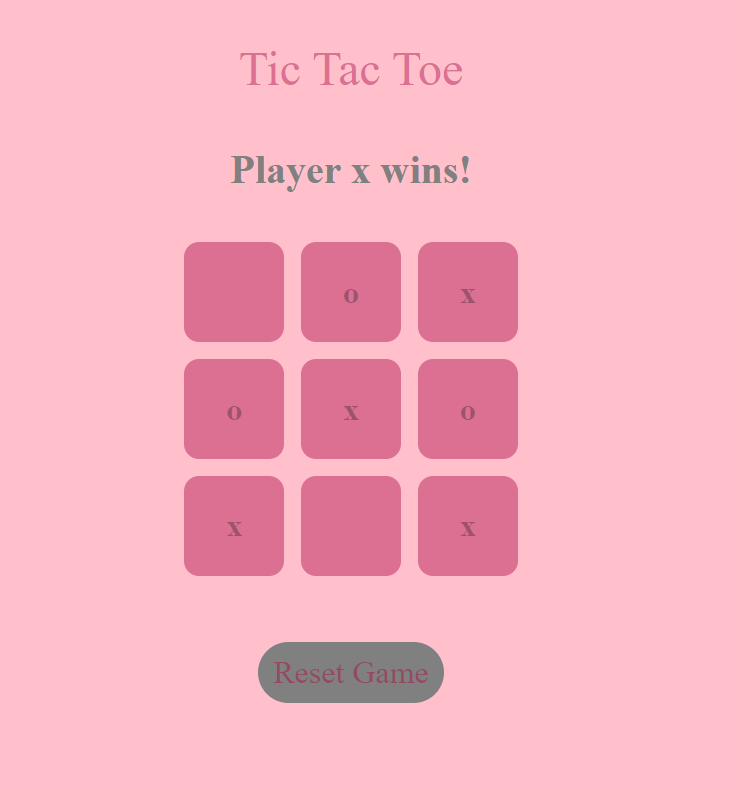 Tic Tac Toe
Player x wins!
o x
o x o
x x
Reset Game